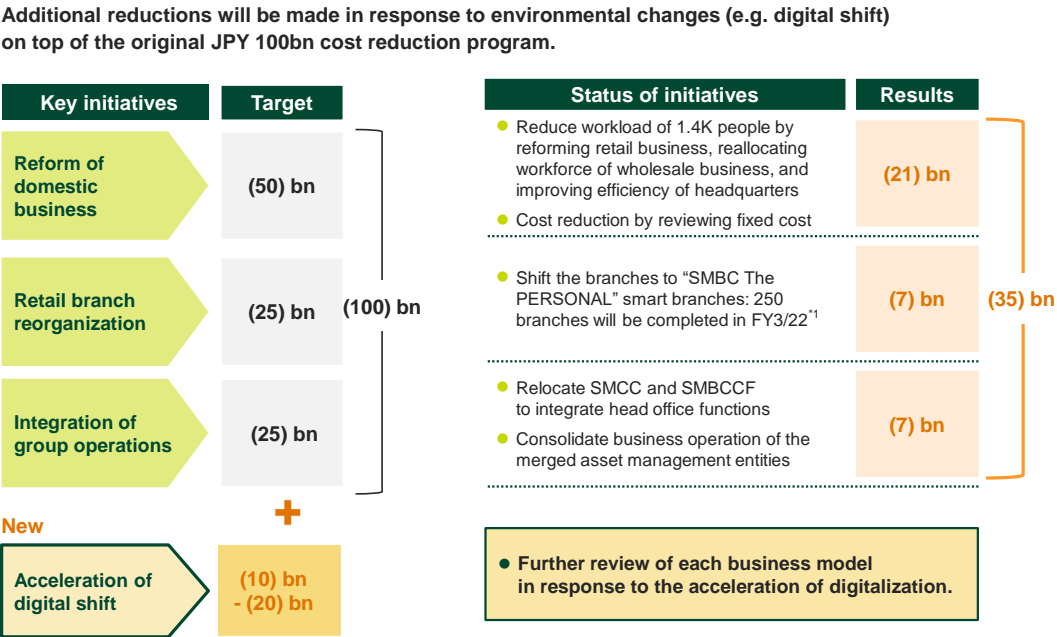 Additional reductions will be made in response to environmental changes (e.g. digital shift)
on top of the original JPY 100bn cost reduction program.
Key initiatives
Target
Reform of
domestic
business
(50) bn
Retail branch
reorganization
(25) bn
(100) bn
Integration of
group operations
(25) bn
+
New
Acceleration of
digital shift
(10) bn
- (20) bn
Status of initiatives
Results
● Reduce workload of 1.4K people by
reforming retail business, reallocating
workforce of wholesale business, and
improving efficiency of headquarters
● Cost reduction by reviewing fixed cost
(21) bn
● Shift the branches to “SMBC The
PERSONAL” smart branches: 250
branches will be completed in FY3/22*1
(7) bn
(35) bn
● Relocate SMCC and SMBCCF
to integrate head office functions
● Consolidate business operation of the
merged asset management entities
(7) bn
● Further review of each business model
in response to the acceleration of digitalization.